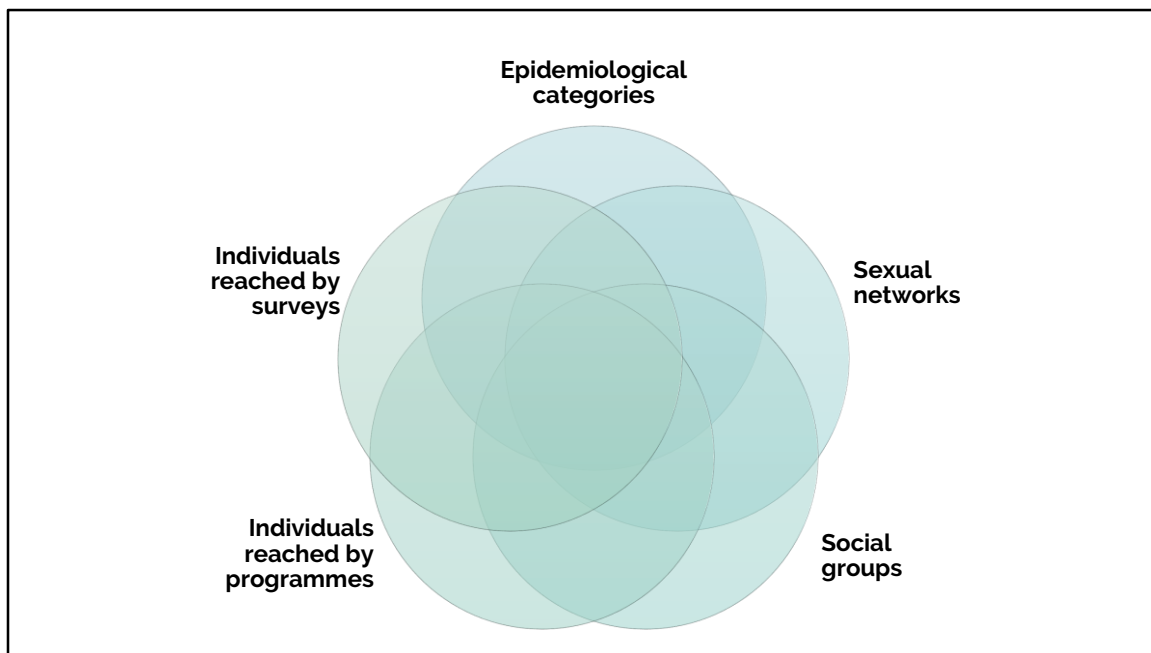 Epidemiological
categories
Individuals
reached by
surveys
Sexual
networks
Individuals
reached by
programmes
Social
groups